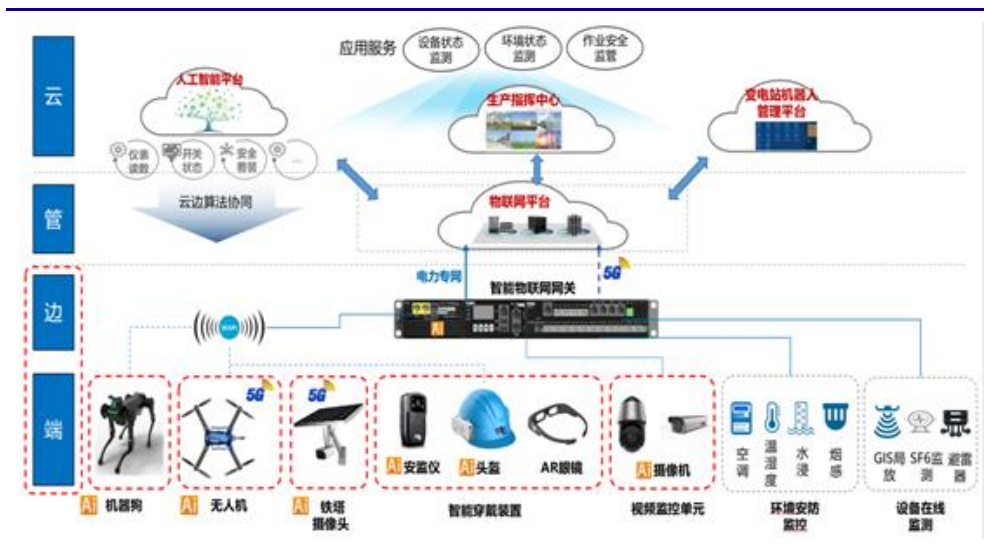 云
应用服务
设备状态
监测
环境状态
监测
作业安全
监管
人工智能平台
生产指挥中心
变电站机器人
管理平台
仪表
读数
开关
状态
安全
着装
...
云边算法协同
管
物联网平台
电力专网
5G
智能物联网网关
边
Ai
端
5G
5G
Ai 机器狗
Ai 无人机
Ai 铁塔
摄像头
Ai 安监仪
Ai 头盔
AR眼镜
智能穿戴装置
Ai 摄像机
视频监控单元
空调
温湿度
水浸
烟感
环境安防
监控
GIS局
放
SF6监
测
避雷
器
设备在线
监测